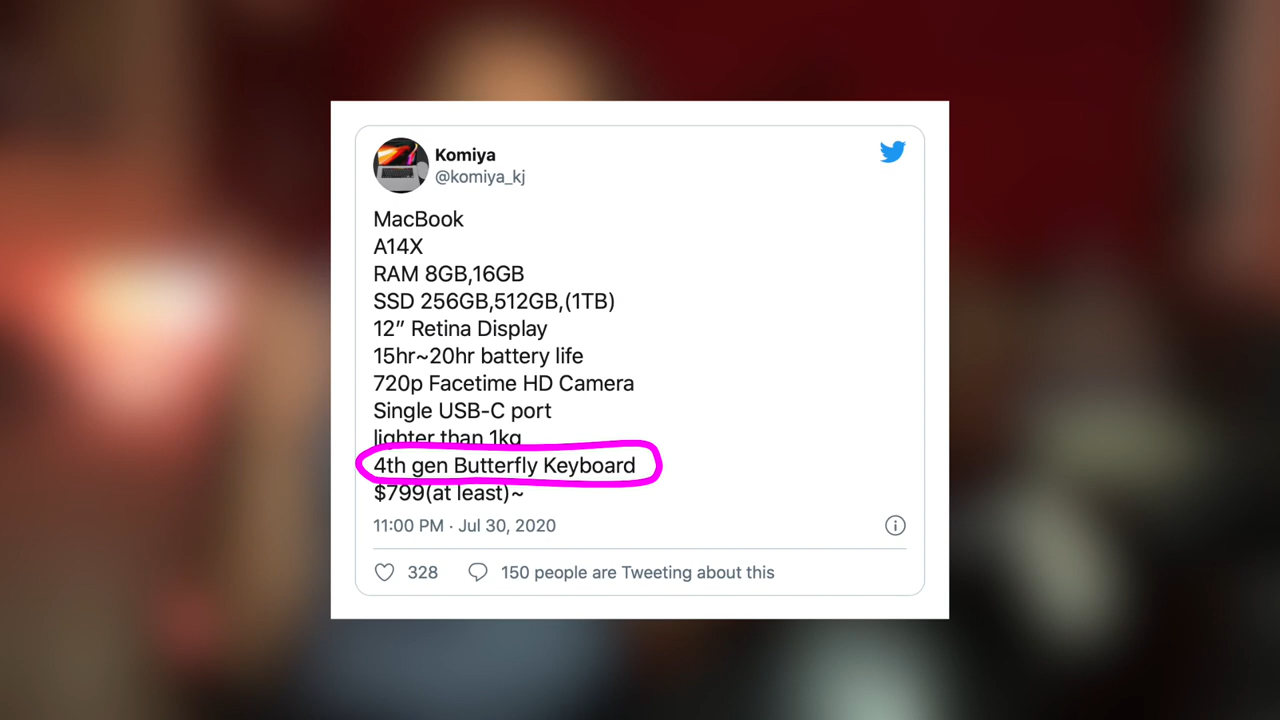 Komiya
@komiya_kj
MacBook
A14X
RAM 8GB,16GB
SSD 256GB,512GB,(1TB)
12” Retina Display
15hr~20hr battery life
720p Facetime HD Camera
Single USB-C port
lighter than 1kg
4th gen Butterfly Keyboard
$799(at least)~
11:00 PM · Jul 30, 2020
328
150 people are Tweeting about this